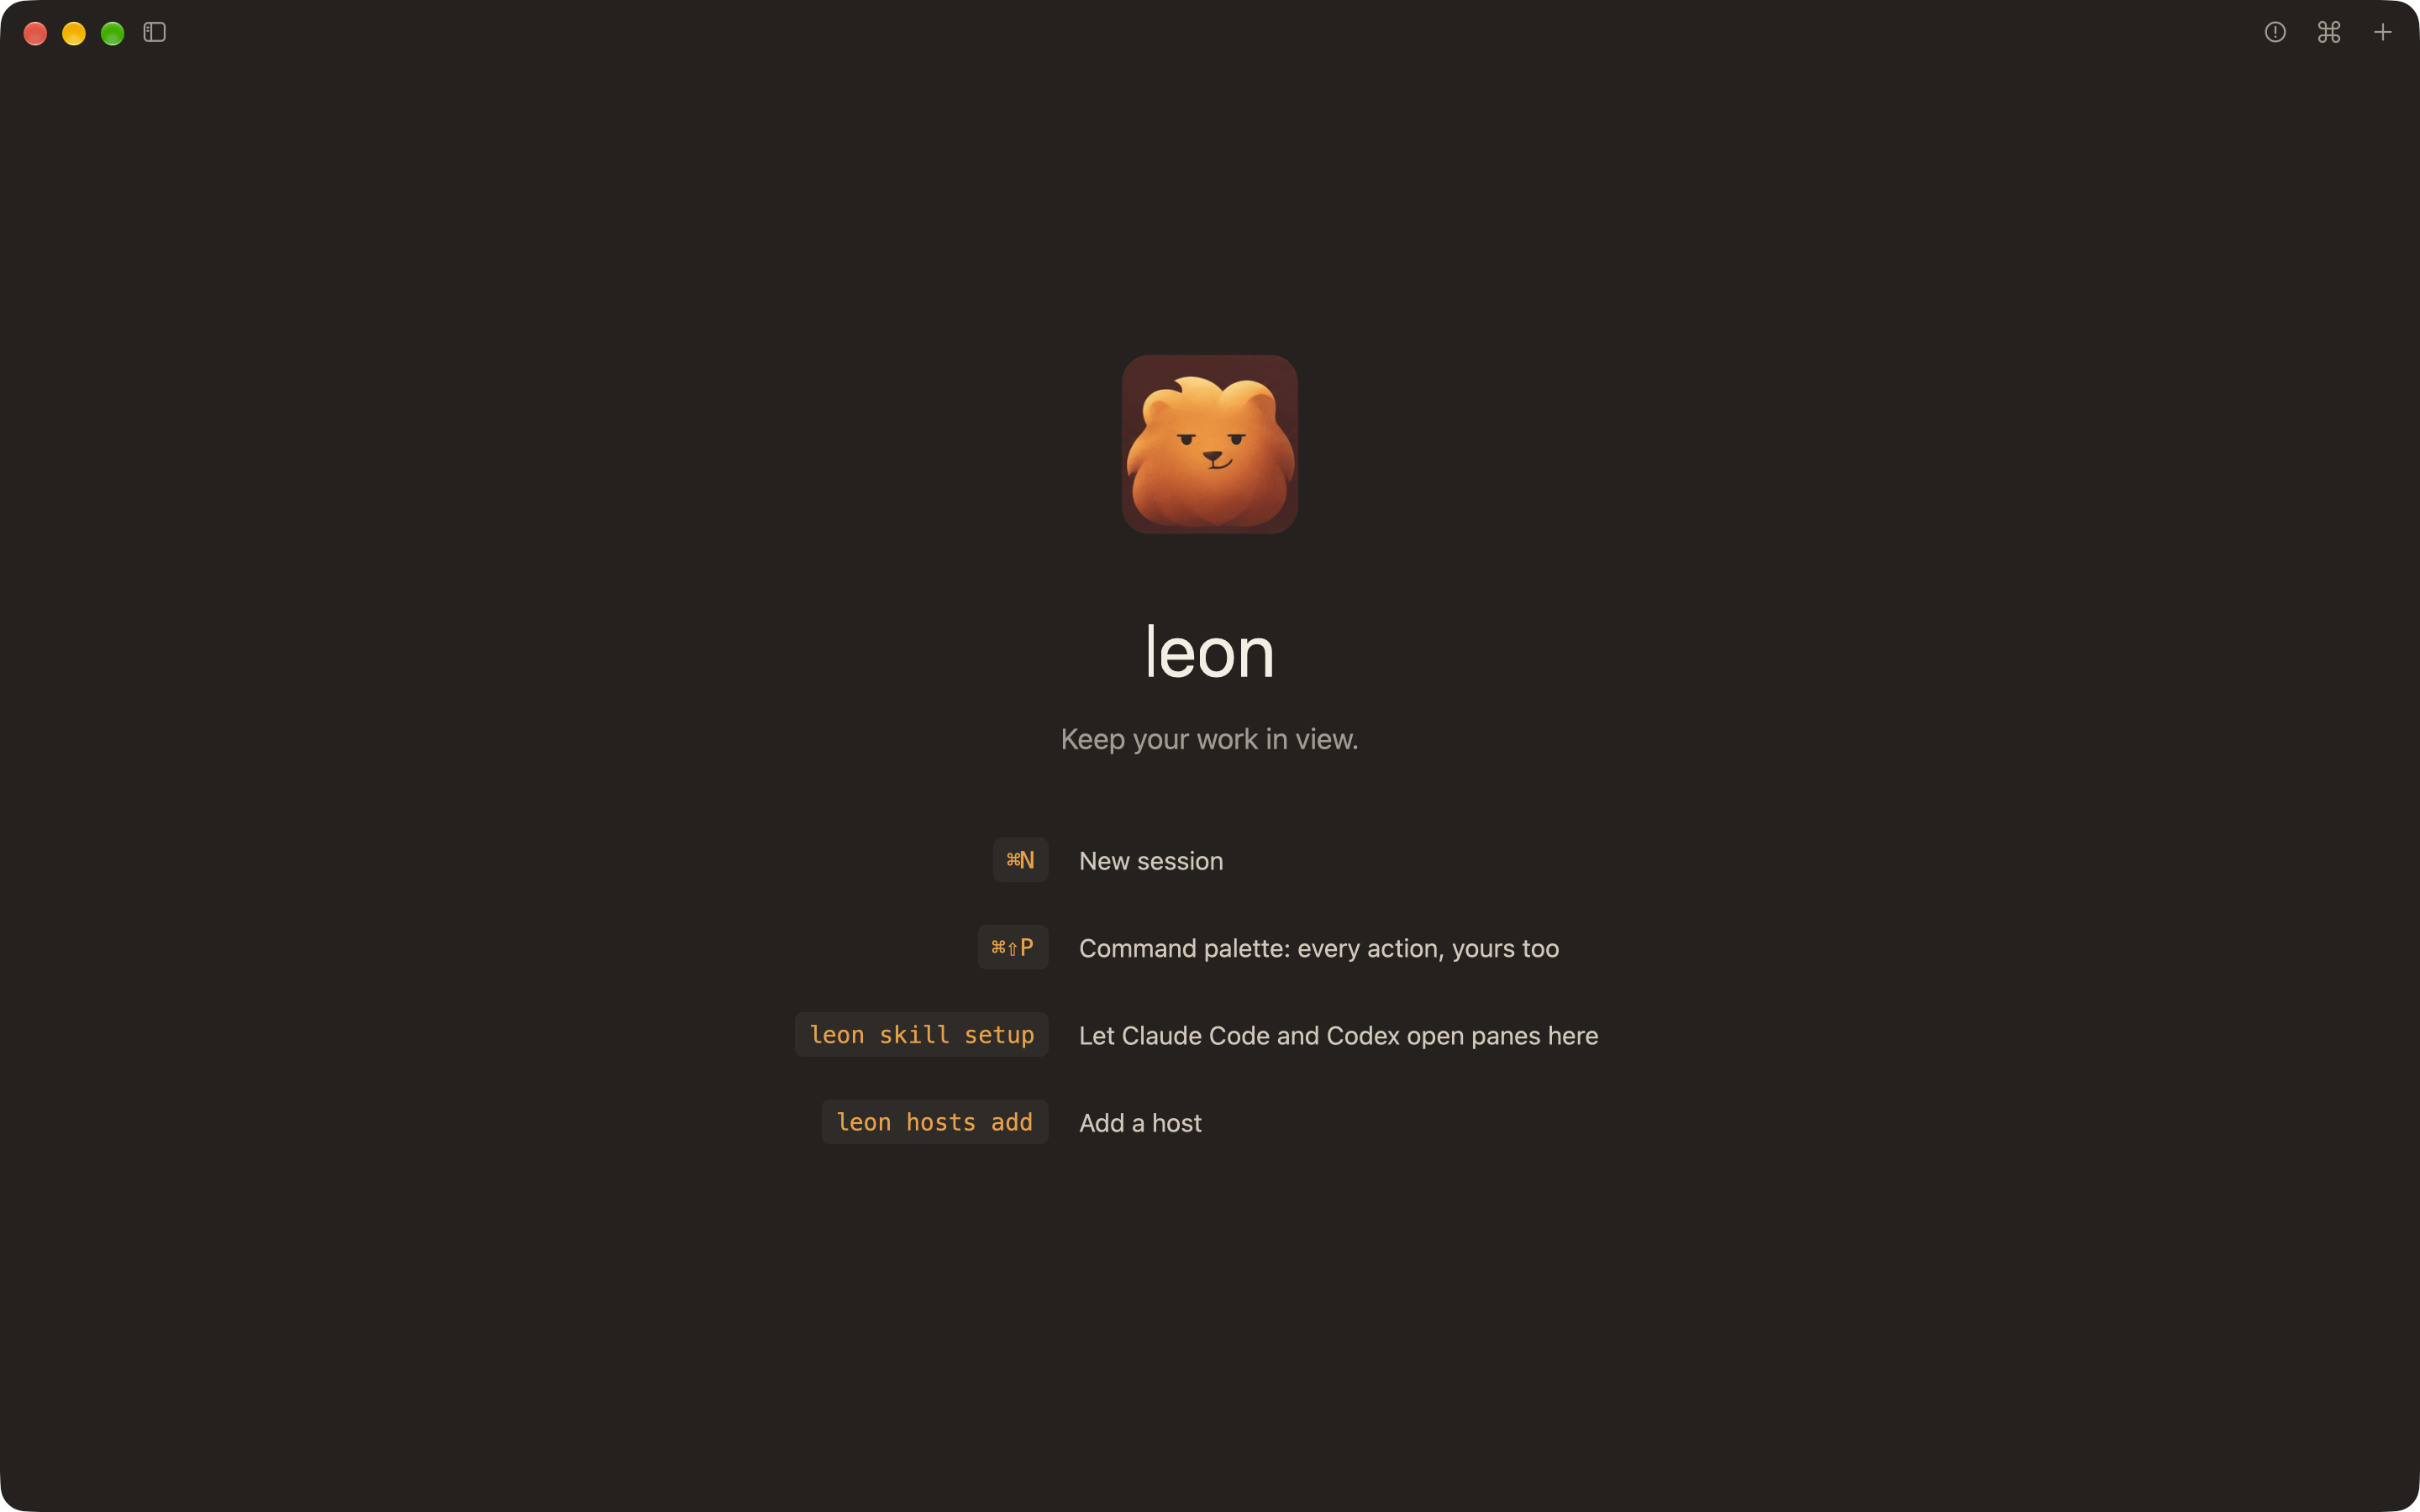 leon
Keep your work in view.
⌘N New session
⌘⇧P Command palette: every action, yours too
leon skill setup Let Claude Code and Codex open panes here
leon hosts add Add a host